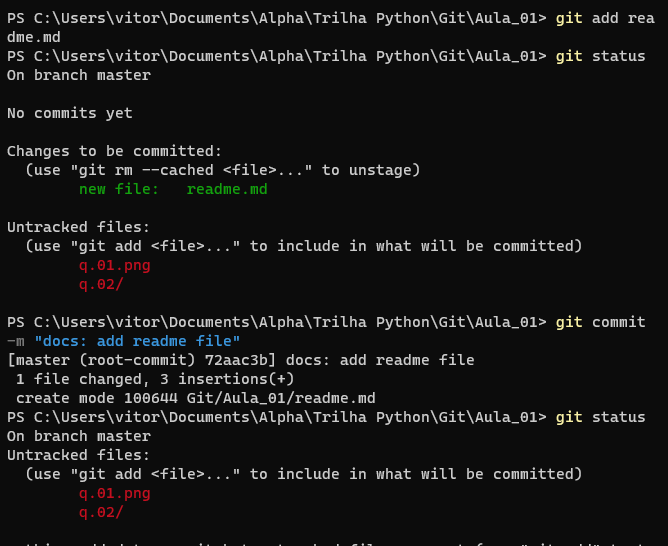 PS C:\Users\vitor\Documents\Alpha\Trilha Python\Git\Aula_01> git add rea
dme.md
PS C:\Users\vitor\Documents\Alpha\Trilha Python\Git\Aula_01> git status
On branch master
No commits yet
Changes to be committed:
  (use "git rm --cached <file>..." to unstage)
        new file:   readme.md
Untracked files:
  (use "git add <file>..." to include in what will be committed)
        q.01.png
        q.02/
PS C:\Users\vitor\Documents\Alpha\Trilha Python\Git\Aula_01> git commit
-m "docs: add readme file"
[master (root-commit) 72aac3b] docs: add readme file
 1 file changed, 3 insertions(+)
 create mode 100644 Git/Aula_01/readme.md
PS C:\Users\vitor\Documents\Alpha\Trilha Python\Git\Aula_01> git status
On branch master
Untracked files:
  (use "git add <file>..." to include in what will be committed)
        q.01.png
        q.02/